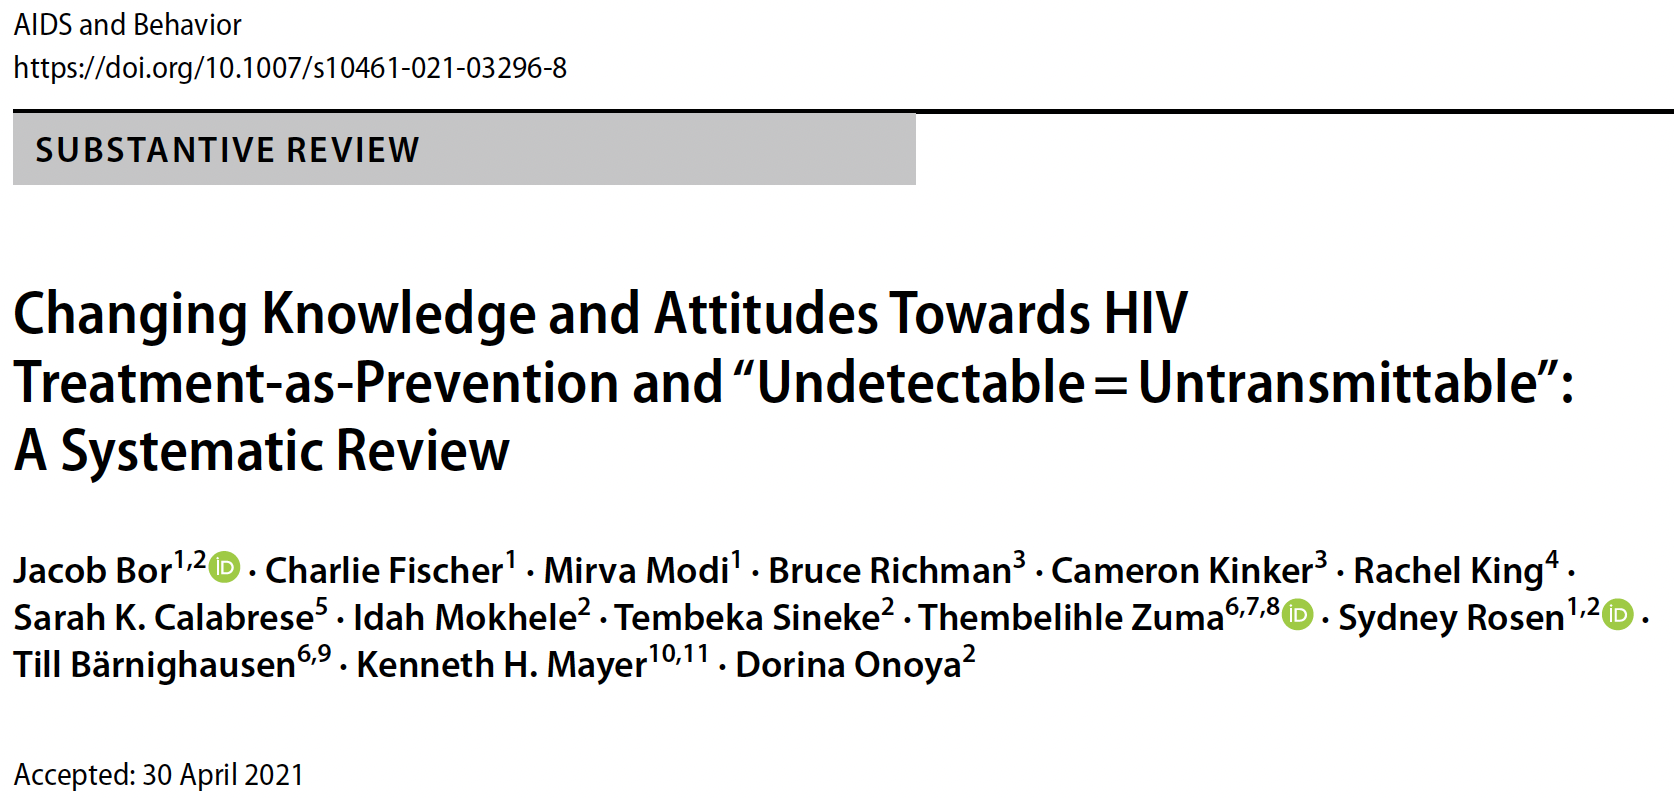 AIDS and Behavior
https://doi.org/10.1007/s10461-021-03296-8
SUBSTANTIVE REVIEW
Changing Knowledge and Attitudes Towards HIV
Treatment-as-Prevention and “Undetectable = Untransmittable”:
A Systematic Review
Jacob Bor1,2 iD · Charlie Fischer1 · Mirva Modi1 · Bruce Richman3 · Cameron Kinker3 · Rachel King4 ·
Sarah K. Calabrese5 · Idah Mokhele2 · Tembeka Sineke2 · Thembelihle Zuma6,7,8 iD · Sydney Rosen1,2 iD ·
Till Bärnighausen6,9 · Kenneth H. Mayer10,11 · Dorina Onoya2
Accepted: 30 April 2021